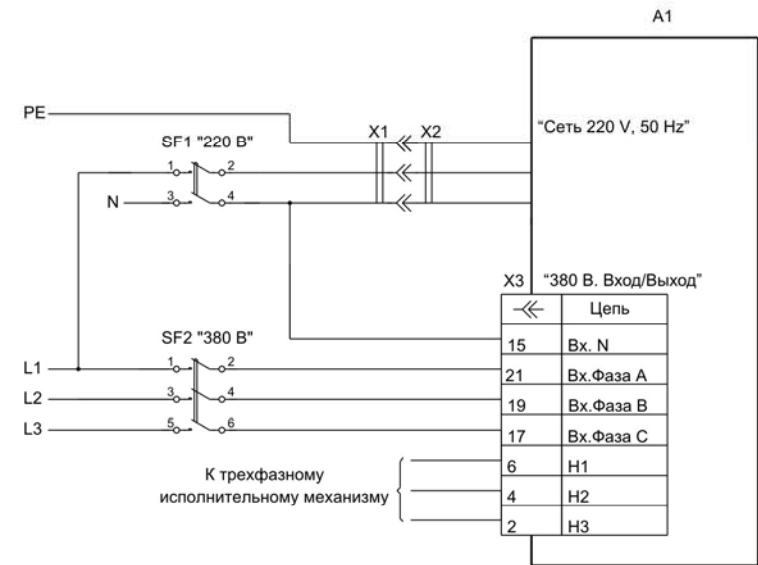 A1
PE
SF1 "220 В"
X1
X2
“Сеть 220 V, 50 Hz”
1
2
N
3
4
X3
“380 В. Вход/Выход”
Цепь
SF2 "380 В"
15
Вх. N
L1
1
2
21
Вх.Фаза А
L2
3
4
19
Вх.Фаза В
L3
5
6
17
Вх.Фаза С
К трехфазному
исполнительному механизму
6
Н1
4
Н2
2
Н3